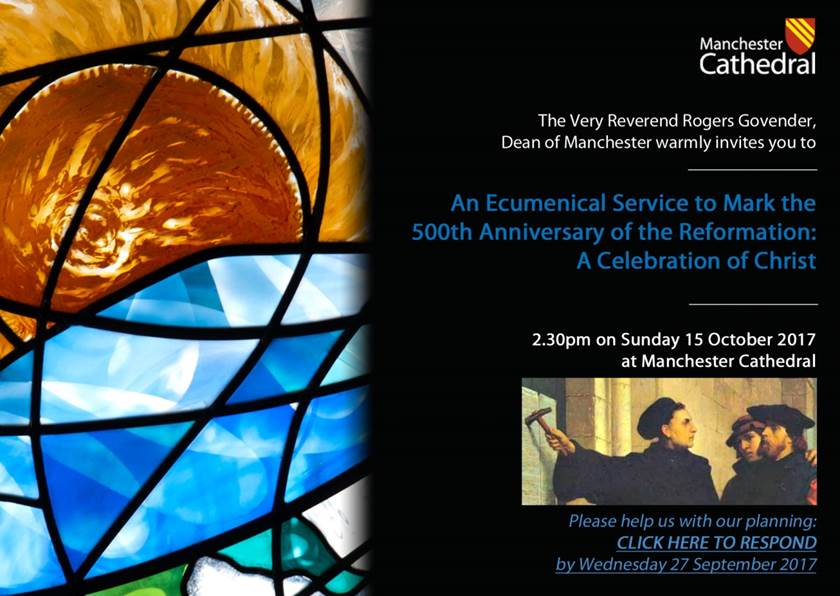 Manchester
Cathedral
The Very Reverend Rogers Govender,
Dean of Manchester warmly invites you to
An Ecumenical Service to Mark the
500th Anniversary of the Reformation:
A Celebration of Christ
2.30pm on Sunday 15 October 2017
at Manchester Cathedral
Please help us with our planning:
CLICK HERE TO RESPOND
by Wednesday 27 September 2017